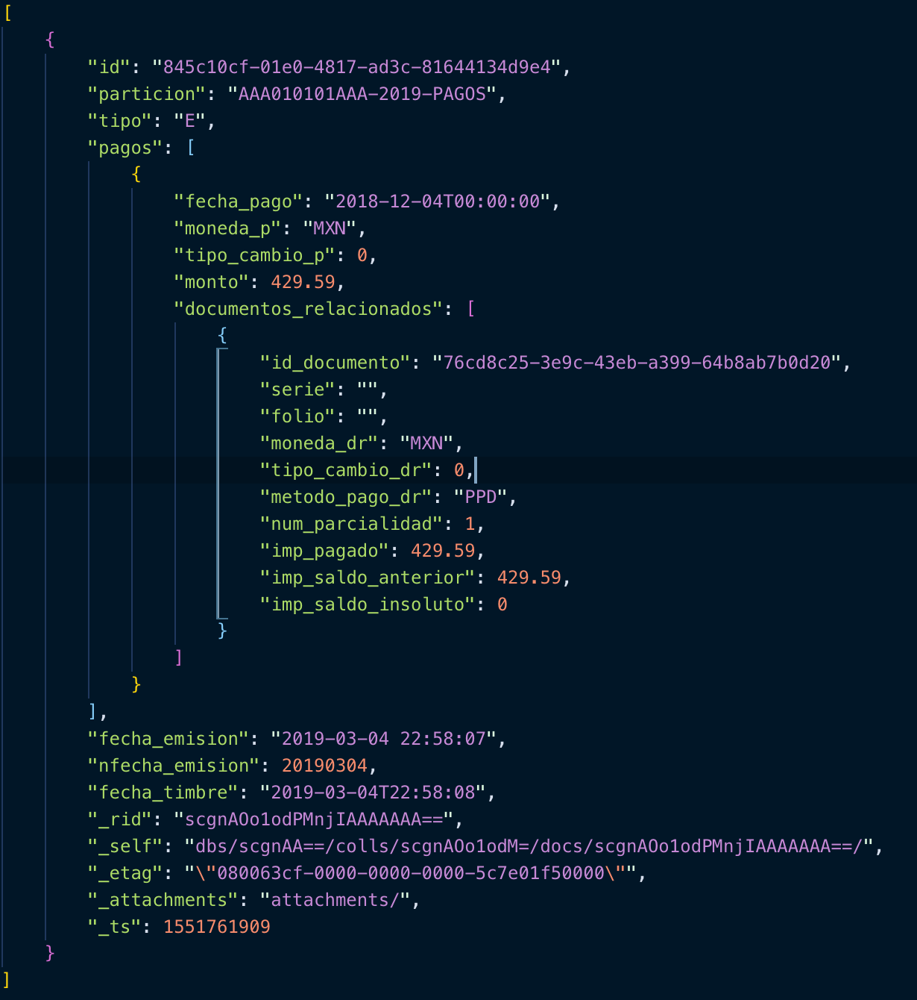 [
    {
        "id": "845c10cf-01e0-4817-ad3c-81644134d9e4",
        "particion": "AAA010101AAA-2019-PAGOS",
        "tipo": "E",
        "pagos": [
            {
                "fecha_pago": "2018-12-04T00:00:00",
                "moneda_p": "MXN",
                "tipo_cambio_p": 0,
                "monto": 429.59,
                "documentos_relacionados": [
                    {
                        "id_documento": "76cd8c25-3e9c-43eb-a399-64b8ab7b0d20",
                        "serie": "",
                        "folio": "",
                        "moneda_dr": "MXN",
                        "tipo_cambio_dr": 0,
                        "metodo_pago_dr": "PPD",
                        "num_parcialidad": 1,
                        "imp_pagado": 429.59,
                        "imp_saldo_anterior": 429.59,
                        "imp_saldo_insoluto": 0
                    }
                ]
            }
        ],
        "fecha_emision": "2019-03-04 22:58:07",
        "nfecha_emision": 20190304,
        "fecha_timbre": "2019-03-04T22:58:08",
        "_rid": "scgnAOo1odPMnjIAAAAAAA==",
        "_self": "dbs/scgnAA==/colls/scgnAOo1odM=/docs/scgnAOo1odPMnjIAAAAAAA==/",
        "_etag": "\"080063cf-0000-0000-0000-5c7e01f50000\"",
        "_attachments": "attachments/",
        "_ts": 1551761909
    }
]